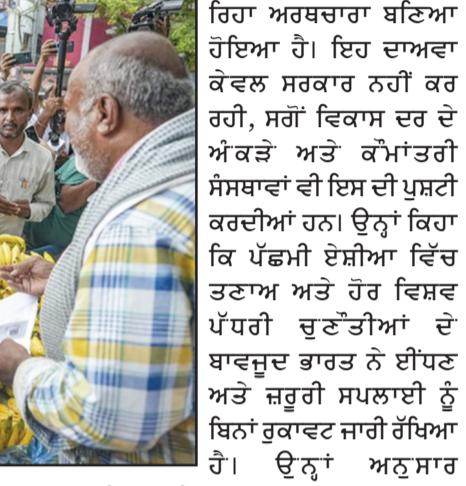 ਰਿਹਾ ਅਰਥਚਾਰਾ ਬਣਿਆ
ਹੋਇਆ ਹੈ। ਇਹ ਦਾਅਵਾ
ਕੇਵਲ ਸਰਕਾਰ ਨਹੀਂ ਕਰ
ਰਹੀ, ਸਗੋਂ ਵਿਕਾਸ ਦਰ ਦੇ
ਅੰਕੜੇ ਅਤੇ ਕੌਮਾਂਤਰੀ
ਸੰਸਥਾਵਾਂ ਵੀ ਇਸ ਦੀ ਪੁਸ਼ਟੀ
ਕਰਦੀਆਂ ਹਨ। ਉਨ੍ਹਾਂ ਕਿਹਾ
ਕਿ ਪੱਛਮੀ ਏਸ਼ੀਆ ਵਿੱਚ
ਤਣਾਅ ਅਤੇ ਹੋਰ ਵਿਸ਼ਵ
ਪੱਧਰੀ ਚੁਣੌਤੀਆਂ ਦੇ
ਬਾਵਜੂਦ ਭਾਰਤ ਨੇ ਈਂਧਣ
ਅਤੇ ਜ਼ਰੂਰੀ ਸਪਲਾਈ ਨੂੰ
ਬਿਨਾਂ ਰੁਕਾਵਟ ਜਾਰੀ ਰੱਖਿਆ
ਹੈ। ਉਨ੍ਹਾਂ ਅਨੁਸਾਰ